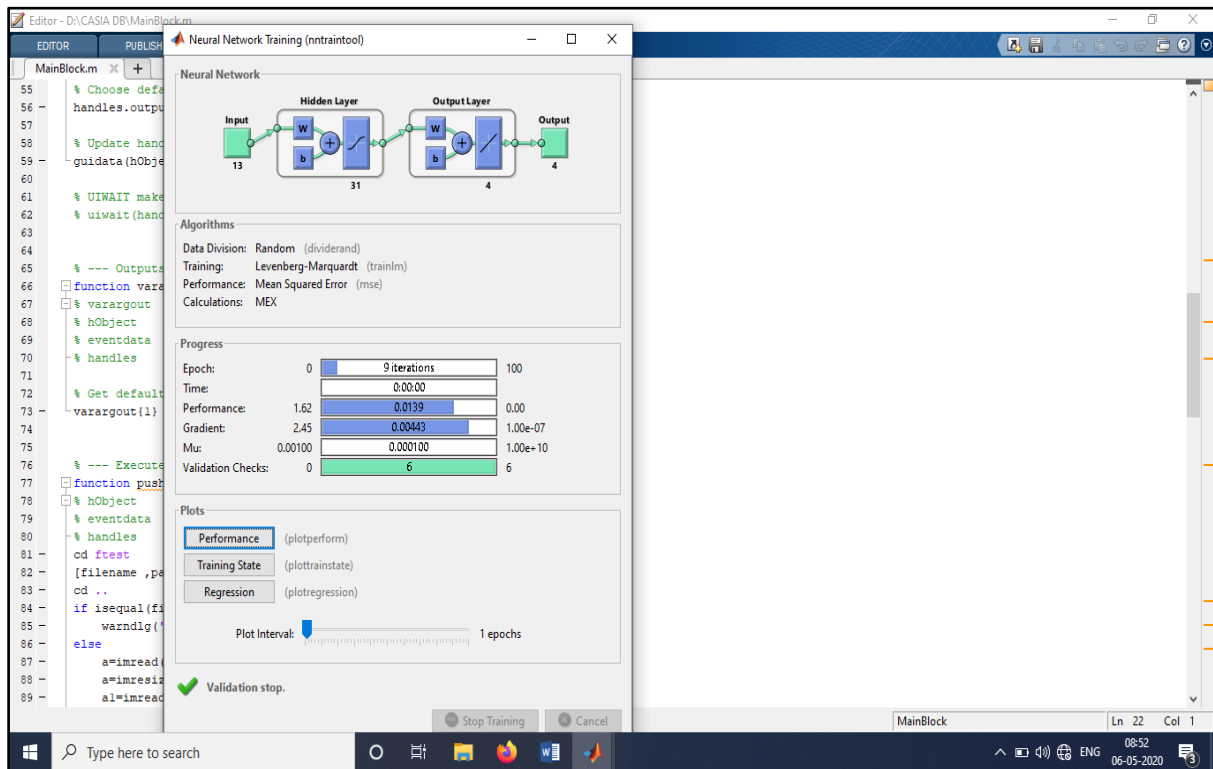 Editor - D:\CASIA DB\MainBlock.m
EDITOR
PUBLISH
MainBlock.m
Neural Network Training (nntraintool)
55 % Choose defa
56 - handles.outpu
57
58 % Update hand
59 - guidata(hObje
60
61 % UIWAIT make
62 % uiwait(hand
63
64
65 % --- Outputs
66 function vara
67 % varargout
68 % hObject
69 % eventdata
70 % handles
71
72 % Get default
73 - varargout{1}
74
75
76 % --- Execute
77 function push
78 % hObject
79 % eventdata
80 % handles
81 - cd ftest
82 - [filename ,pa
83 - cd ..
84 - if isequal(fi
85 - warndlg('
86 - else
87 - a=imread(
88 - a=imresiz
89 - al=imread
Neural Network
Hidden Layer
Output Layer
Input
Output
W
b
+
W
b
+
13
31
4
4
Algorithms
Data Division: Random (dividerand)
Training: Levenberg-Marquardt (trainlm)
Performance: Mean Squared Error (mse)
Calculations: MEX
Progress
Epoch: 0 9 iterations 100
Time: 0:00:00
Performance: 1.62 0.0139 0.00
Gradient: 2.45 0.00443 1.00e-07
Mu: 0.00100 0.000100 1.00e+10
Validation Checks: 0 6 6
Plots
Performance (plotperform)
Training State (plottrainstate)
Regression (plotregression)
Plot Interval: 1 epochs
Validation stop.
Stop Training
Cancel
MainBlock
Ln 22 Col 1
Type here to search
ENG
08:52
06-05-2020
3